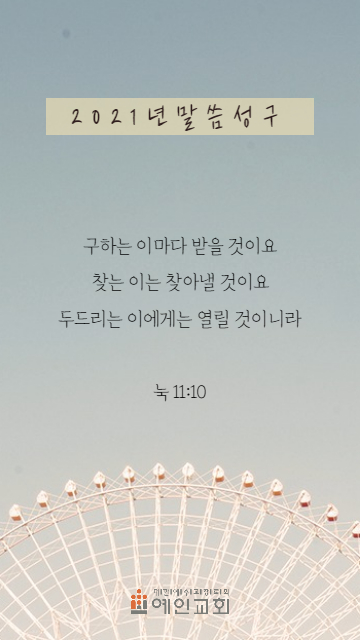 2021년말씀성구
구하는 이마다 받을 것이요
찾는 이는 찾아낼 것이요
두드리는 이에게는 열릴 것이니라
눅 11:10
예인교회